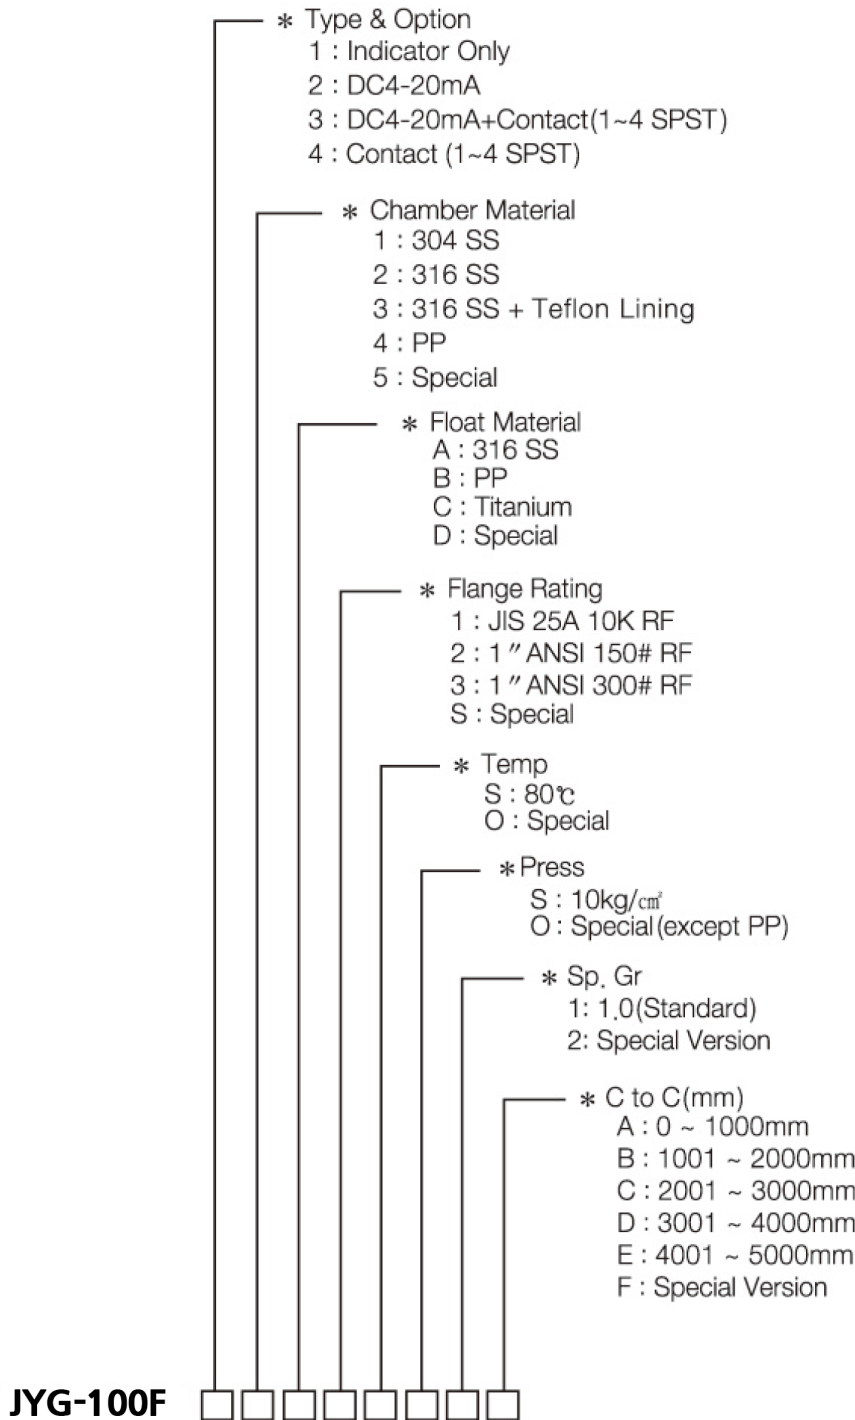 * Type & Option
1 : Indicator Only
2 : DC4-20mA
3 : DC4-20mA+Contact(1~4 SPST)
4 : Contact (1~4 SPST)
* Chamber Material
1 : 304 SS
2 : 316 SS
3 : 316 SS + Teflon Lining
4 : PP
5 : Special
* Float Material
A : 316 SS
B : PP
C : Titanium
D : Special
* Flange Rating
1 : JIS 25A 10K RF
2 : 1″ ANSI 150# RF
3 : 1″ ANSI 300# RF
S : Special
* Temp
S : 80℃
O : Special
* Press
S : 10kg/㎠
O : Special(except PP)
* Sp. Gr
1: 1.0(Standard)
2: Special Version
* C to C(mm)
A : 0 ~ 1000mm
B : 1001 ~ 2000mm
C : 2001 ~ 3000mm
D : 3001 ~ 4000mm
E : 4001 ~ 5000mm
F : Special Version
JYG-100F